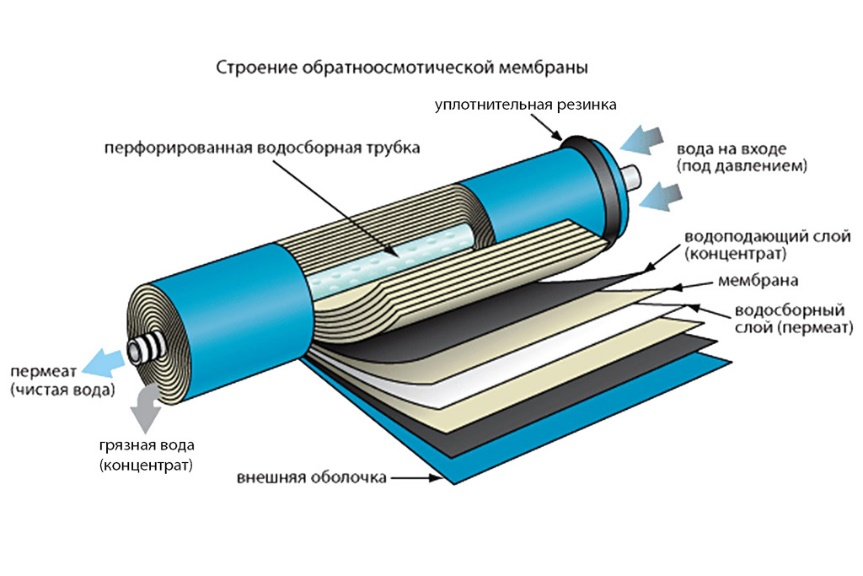 Строение обратноосмотической мембраны
уплотнительная резинка
перфорированная водосборная трубка
вода на входе
(под давлением)
водоподающий слой
(концентрат)
мембрана
водосборный
слой (пермеат)
пермеат
(чистая вода)
грязная вода
(концентрат)
внешняя оболочка